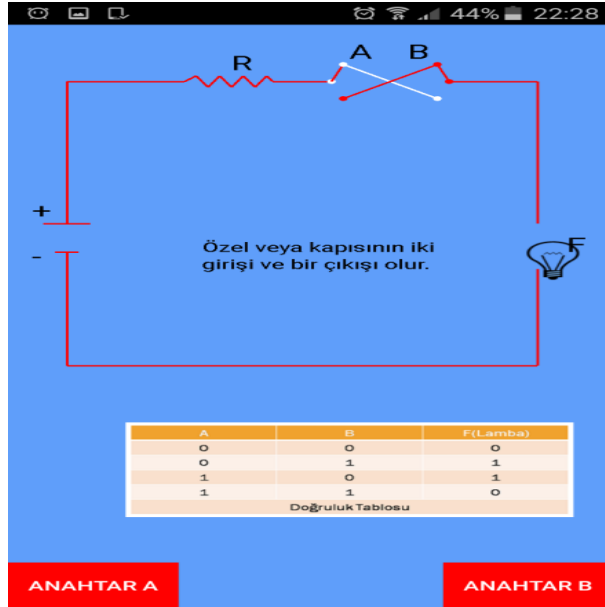 44% 22:28
R A B
+
-
F
Özel veya kapısının iki
girişi ve bir çıkışı olur.
A B F(Lamba)
0 0 0
0 1 1
1 0 1
1 1 0
Doğruluk Tablosu
ANAHTAR A ANAHTAR B